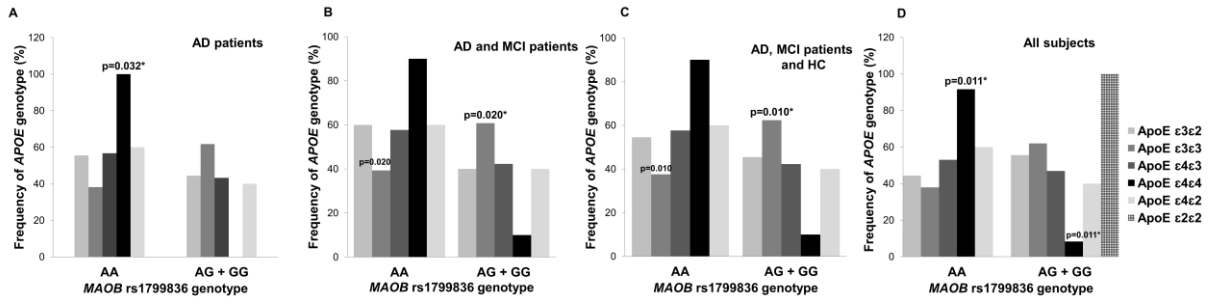 A
AD patients
Frequency of APOE genotype (%)
120
100
80
60
40
20
0
p=0.032*
AA
AG + GG
MAOB rs1799836 genotype
B
AD and MCI patients
Frequency of APOE genotype (%)
100
80
60
40
20
0
p=0.020
p=0.020*
AA
AG + GG
MAOB rs1799836 genotype
C
AD, MCI patients
and HC
Frequency of APOE genotype (%)
100
80
60
40
20
0
p=0.010
p=0.010*
AA
AG + GG
MAOB rs1799836 genotype
D
All subjects
Frequency of APOE genotype (%)
120
100
80
60
40
20
0
p=0.011*
p=0.011*
AA
AG + GG
MAOB rs1799836 genotype
ApoE ε3ε2
ApoE ε3ε3
ApoE ε4ε3
ApoE ε4ε4
ApoE ε4ε2
ApoE ε2ε2